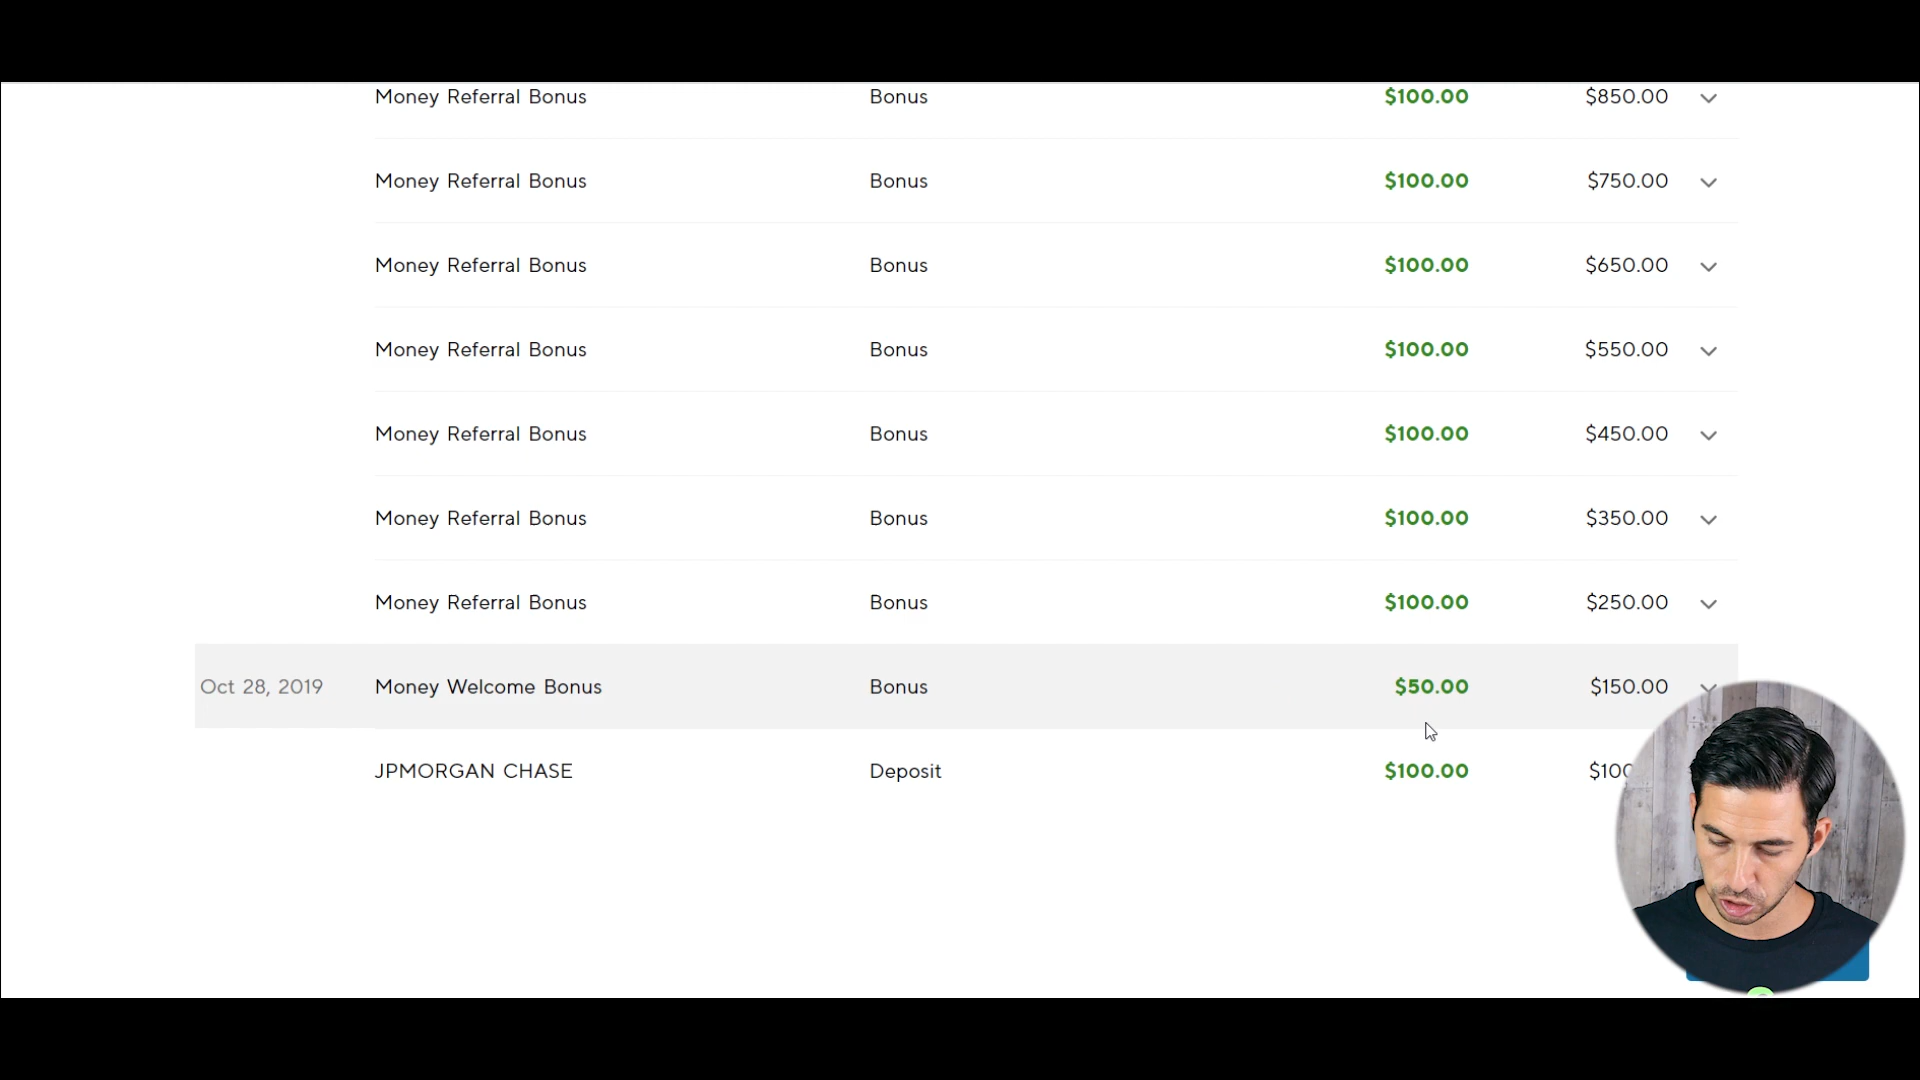 Money Referral Bonus Bonus $100.00 $850.00
Money Referral Bonus Bonus $100.00 $750.00
Money Referral Bonus Bonus $100.00 $650.00
Money Referral Bonus Bonus $100.00 $550.00
Money Referral Bonus Bonus $100.00 $450.00
Money Referral Bonus Bonus $100.00 $350.00
Money Referral Bonus Bonus $100.00 $250.00
Oct 28, 2019 Money Welcome Bonus Bonus $50.00 $150.00
JPMORGAN CHASE Deposit $100.00